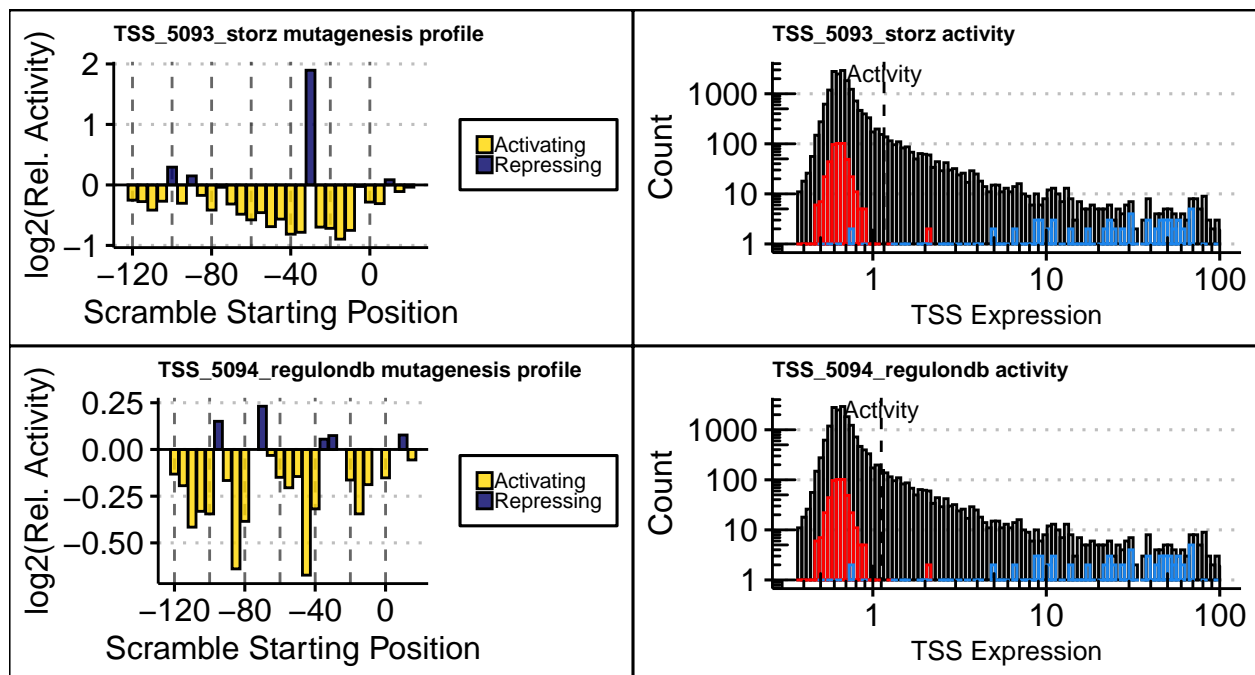 TSS_5093_storz mutagenesis profile
log2(Rel. Activity)
2
1
0
−1
−120
−80
−40
0
Scramble Starting Position
Activating
Repressing
TSS_5093_storz activity
Activity
Count
1000
100
10
1
1
10
100
TSS Expression
TSS_5094_regulondb mutagenesis profile
log2(Rel. Activity)
0.25
0.00
−0.25
−0.50
−120
−80
−40
0
Scramble Starting Position
Activating
Repressing
TSS_5094_regulondb activity
Activity
Count
1000
100
10
1
1
10
100
TSS Expression